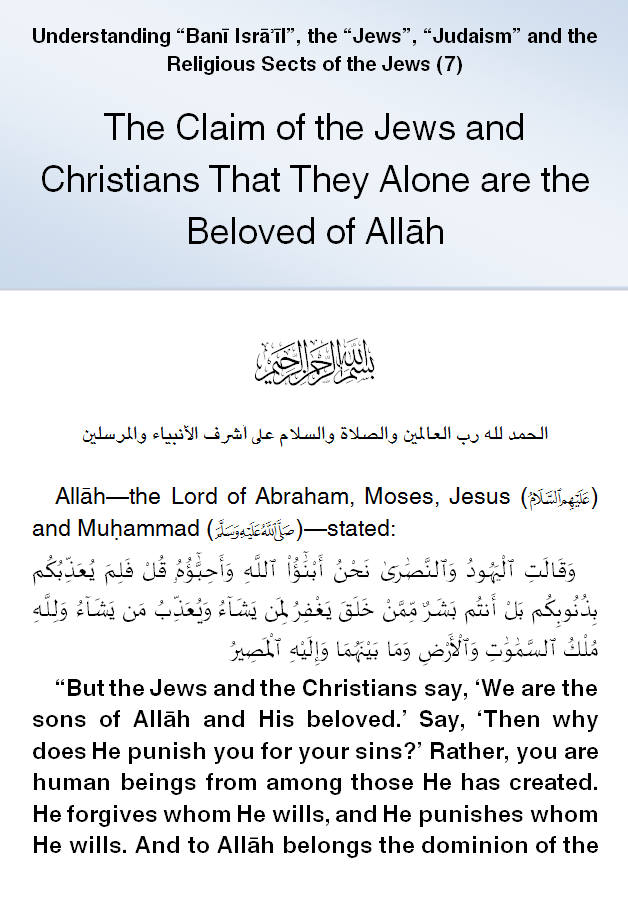 Understanding “Banī Isrāʾīl”, the “Jews”, “Judaism” and the
Religious Sects of the Jews (7)
The Claim of the Jews and
Christians That They Alone are the
Beloved of Allāh
بسم الله الرحمن الرحيم
الحمد لله رب العالمين والصلاة والسلام على اشرف الأنبياء والمرسلين
Allāh—the Lord of Abraham, Moses, Jesus (عَلَيْهِمُ ٱلسَّلَامُ)
and Muḥammad (صَلَّى ٱللَّهُ عَلَيْهِ وَسَلَّمَ)—stated:
وَقَالَتِ ٱلْيَهُودُ وَٱلنَّصَٰرَىٰ نَحْنُ أَبْنَٰٓؤُا۟ ٱللَّهِ وَأَحِبَّٰٓؤُهُۥ قُلْ فَلِمَ يُعَذِّبُكُم
بِذُنُوبِكُم بَلْ أَنتُم بَشَرٌ مِّمَّنْ خَلَقَ يَغْفِرُ لِمَن يَشَآءُ وَيُعَذِّبُ مَن يَشَآءُ وَلِلَّهِ
مُلْكُ ٱلسَّمَٰوَٰتِ وَٱلْأَرْضِ وَمَا بَيْنَهُمَا وَإِلَيْهِ ٱلْمَصِيرُ
“But the Jews and the Christians say, ‘We are the
sons of Allāh and His beloved.’ Say, ‘Then why
does He punish you for your sins?’ Rather, you are
human beings from among those He has created.
He forgives whom He wills, and He punishes whom
He wills. And to Allāh belongs the dominion of the